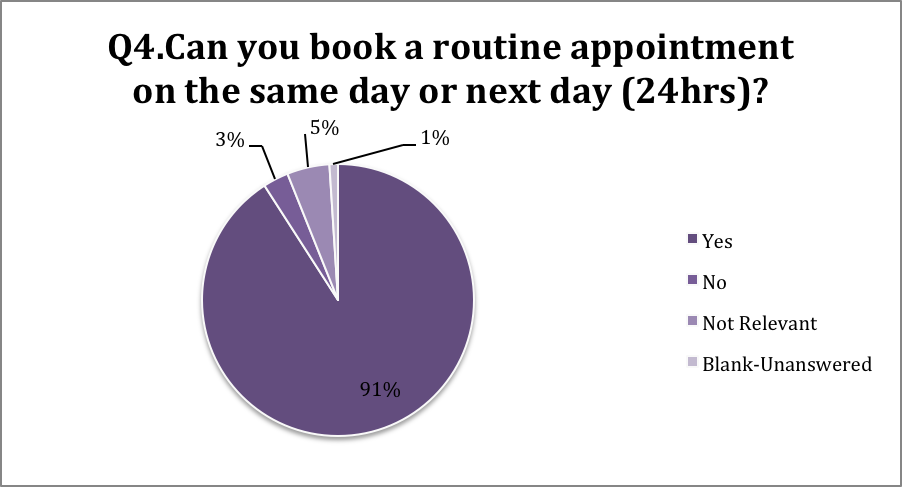 Q4.Can you book a routine appointment
on the same day or next day (24hrs)?
3%
5%
1%
91%
Yes
No
Not Relevant
Blank-Unanswered